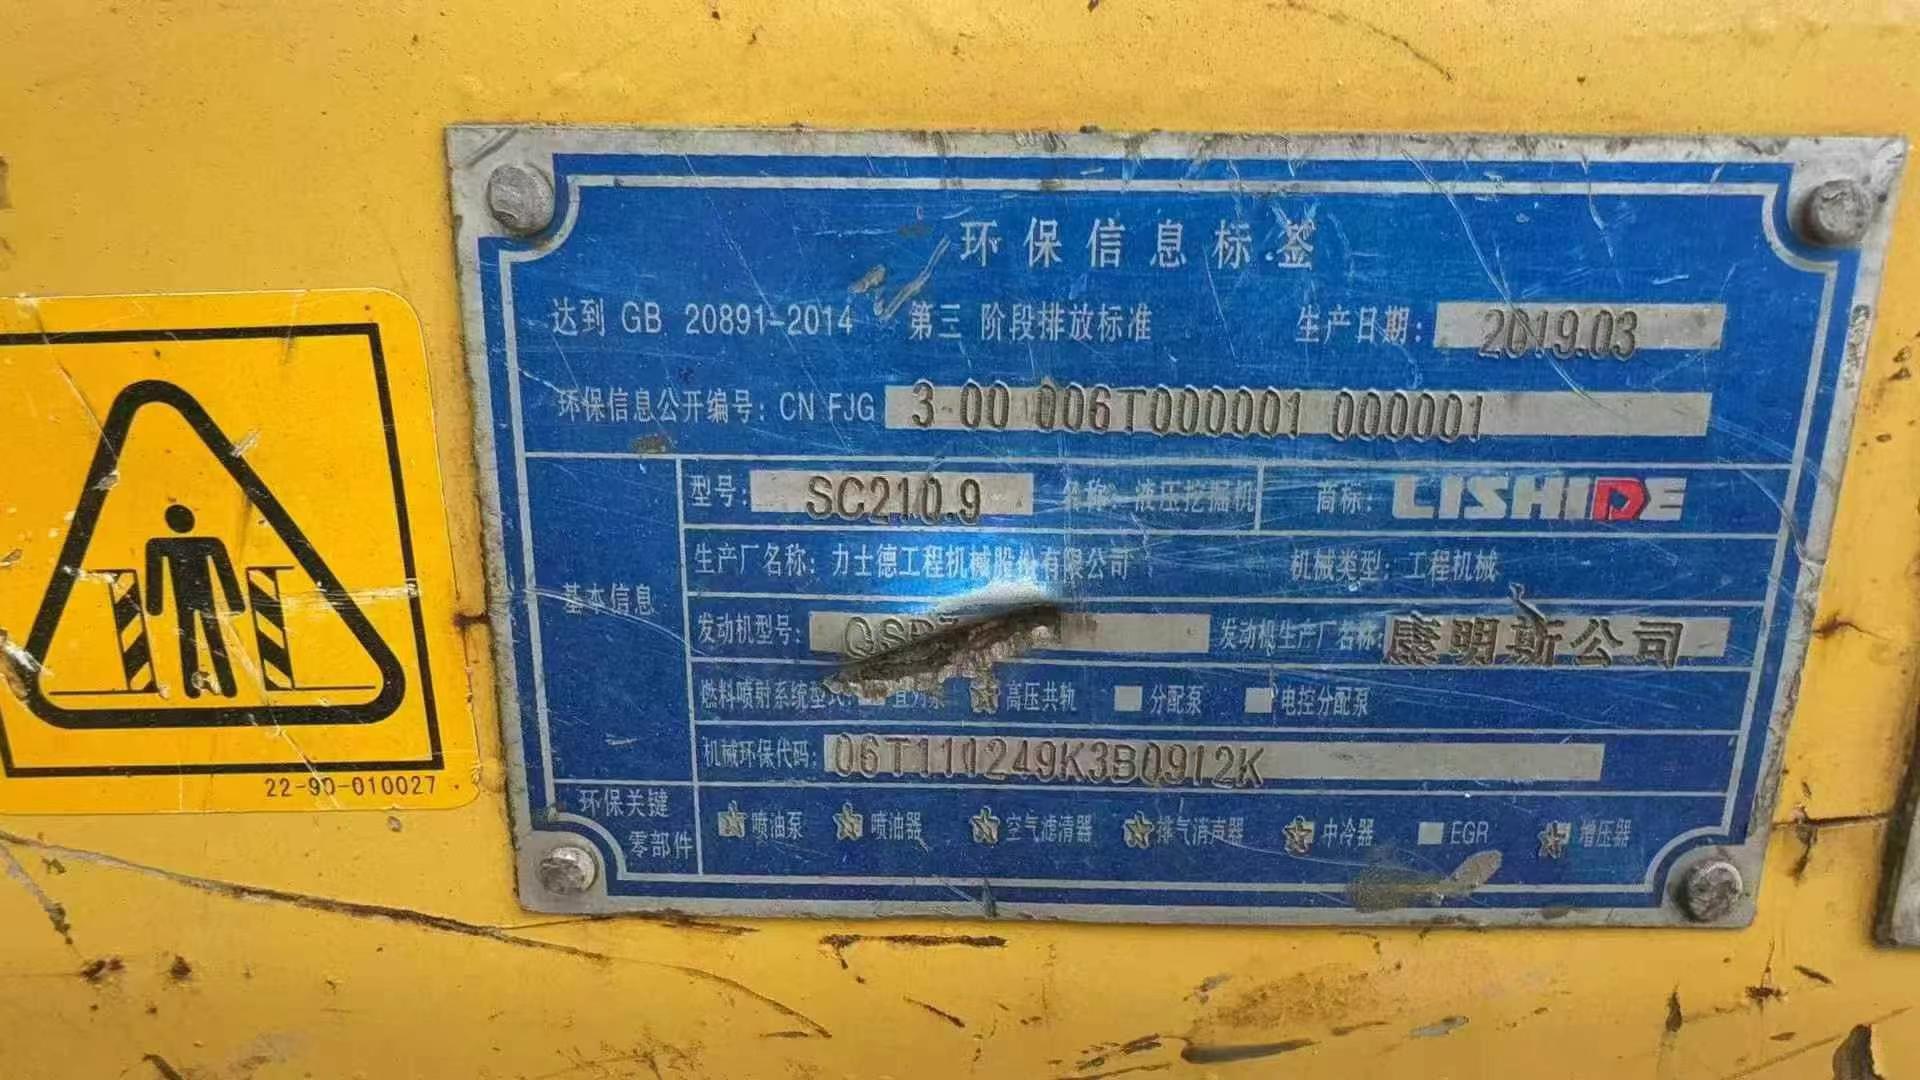 环保信息标签
达到 GB 20891-2014 第三 阶段排放标准 生产日期: 2019.03
环保信息公开编号: CN FJG 3 00 006T000001 000001
基本信息
型号: SC210.9 名称: 液压挖掘机 商标: LISHIDE
生产厂名称: 力士德工程机械股份有限公司 机械类型: 工程机械
发动机型号: 发动机生产厂名称: 康明斯公司
燃料喷射系统型式: 直列泵 高压共轨 分配泵 电控分配泵
机械环保代码: 06T111249K3B0912K
环保关键
零部件
喷油泵 喷油器 空气滤清器 排气消声器 中冷器 EGR 增压器
22-90-010027